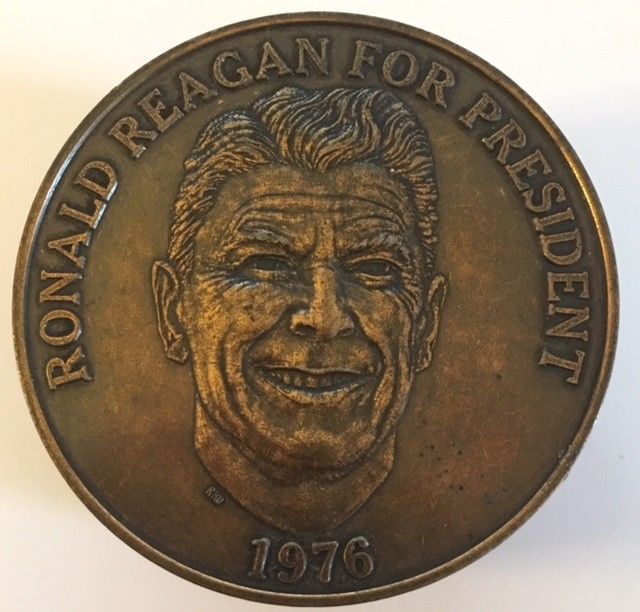 RONALD REAGAN FOR PRESIDENT
1976